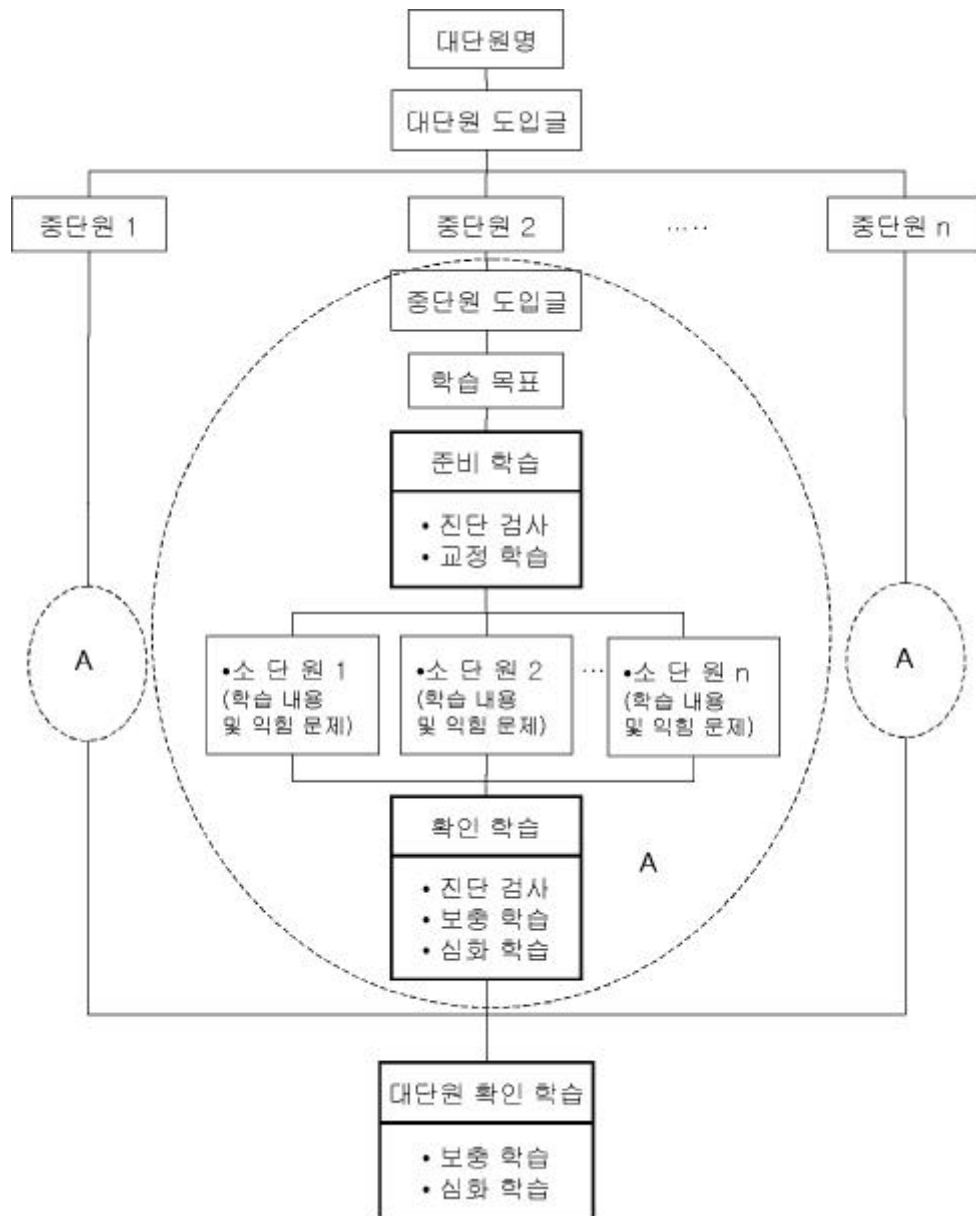 대단원명
대단원 도입글
중단원 1
중단원 2
.....
중단원 n
중단원 도입글
학습 목표
준비 학습
• 진단 검사
• 교정 학습
A
•소 단 원 1
(학습 내용
및 익힘 문제)
•소 단 원 2
(학습 내용
및 익힘 문제)
...
•소 단 원 n
(학습 내용
및 익힘 문제)
A
확인 학습
A
• 진단 검사
• 보충 학습
• 심화 학습
대단원 확인 학습
• 보충 학습
• 심화 학습